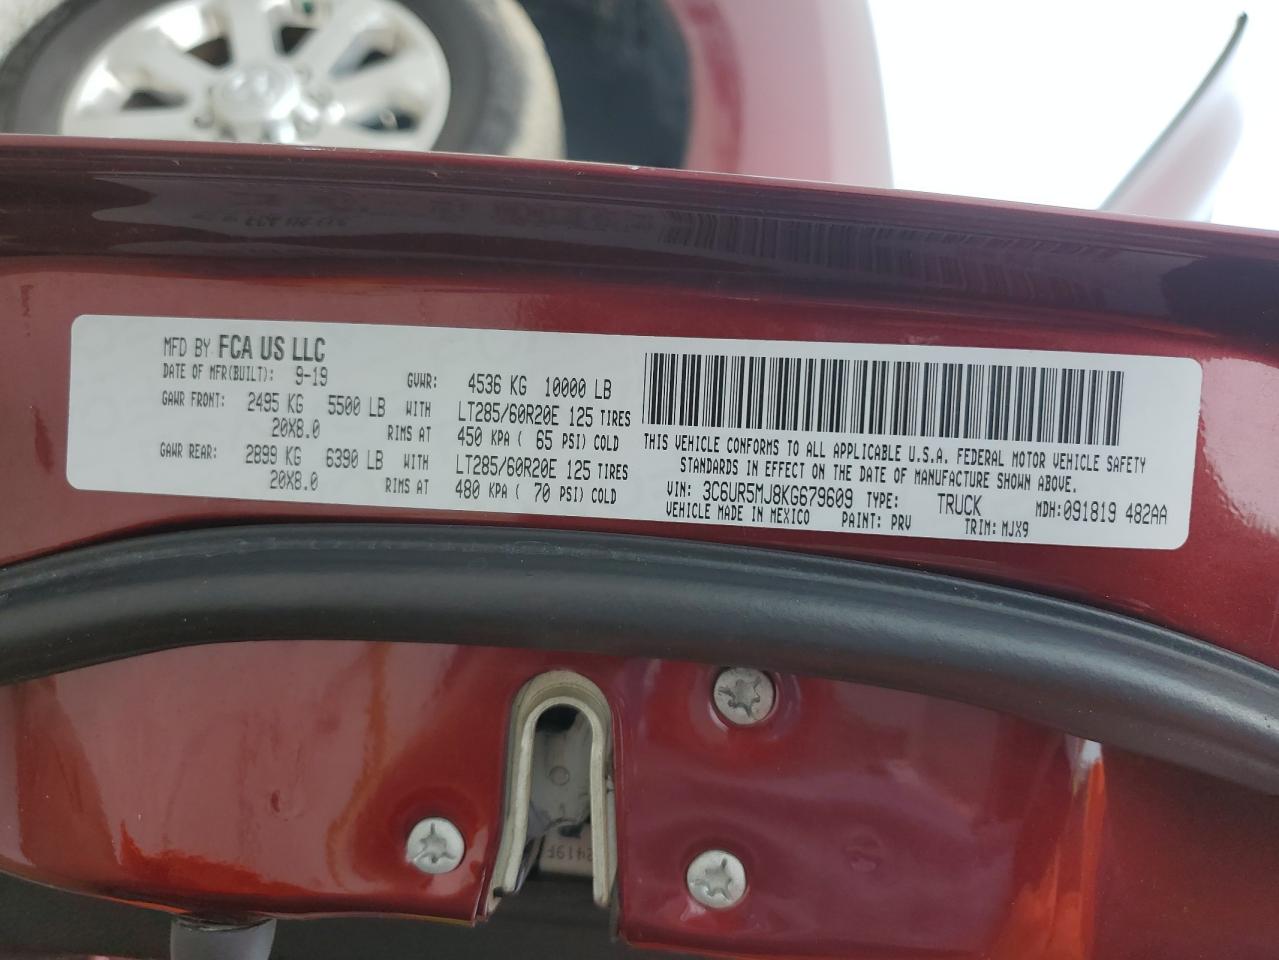 MFD BY FCA US LLC
DATE OF MFR(BUILT): 9-19 GVWR: 4536 KG 10000 LB
GAWR FRONT: 2495 KG 5500 LB WITH LT285/60R20E 125 TIRES
20X8.0 RIMS AT 450 KPA ( 65 PSI) COLD
GAWR REAR: 2899 KG 6390 LB WITH LT285/60R20E 125 TIRES
20X8.0 RIMS AT 480 KPA ( 70 PSI) COLD
THIS VEHICLE CONFORMS TO ALL APPLICABLE U.S.A. FEDERAL MOTOR VEHICLE SAFETY
STANDARDS IN EFFECT ON THE DATE OF MANUFACTURE SHOWN ABOVE.
VIN: 3C6UR5MJ8KG679609 TYPE: TRUCK MDH: 091819 482AA
VEHICLE MADE IN MEXICO PAINT: PRV TRIM: MJX9